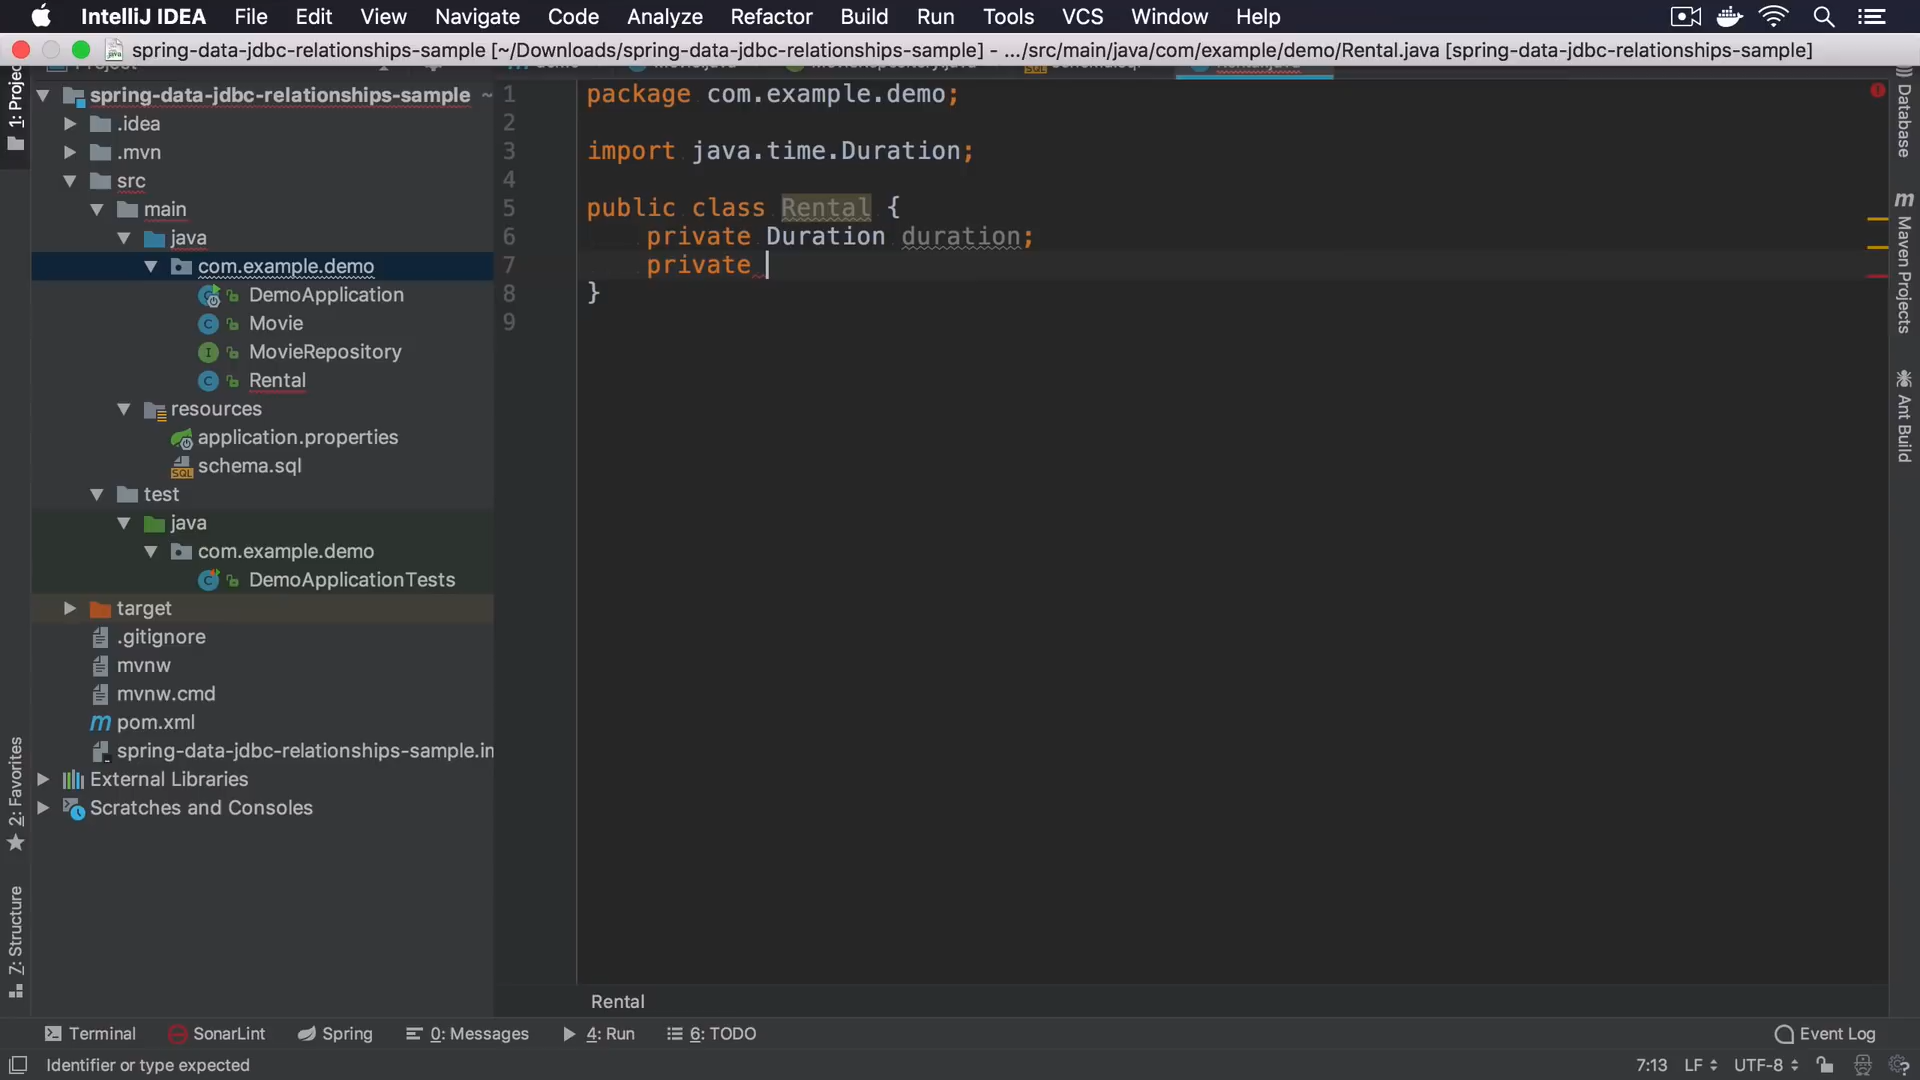 IntelliJ IDEA File Edit View Navigate Code Analyze Refactor Build Run Tools VCS Window Help
spring-data-jdbc-relationships-sample [~/Downloads/spring-data-jdbc-relationships-sample] - .../src/main/java/com/example/demo/Rental.java [spring-data-jdbc-relationships-sample]
1: Project
spring-data-jdbc-relationships-sample ~
.idea
.mvn
src
main
java
com.example.demo
DemoApplication
Movie
MovieRepository
Rental
resources
application.properties
schema.sql
test
java
com.example.demo
DemoApplicationTests
target
.gitignore
mvnw
mvnw.cmd
pom.xml
spring-data-jdbc-relationships-sample.im
External Libraries
Scratches and Consoles
2: Favorites
7: Structure
1 package com.example.demo;
2
3 import java.time.Duration;
4
5 public class Rental {
6 private Duration duration;
7 private
8 }
9
Database
Maven Projects
Ant Build
Rental
Terminal SonarLint Spring 0: Messages 4: Run 6: TODO Event Log
Identifier or type expected 7:13 LF UTF-8